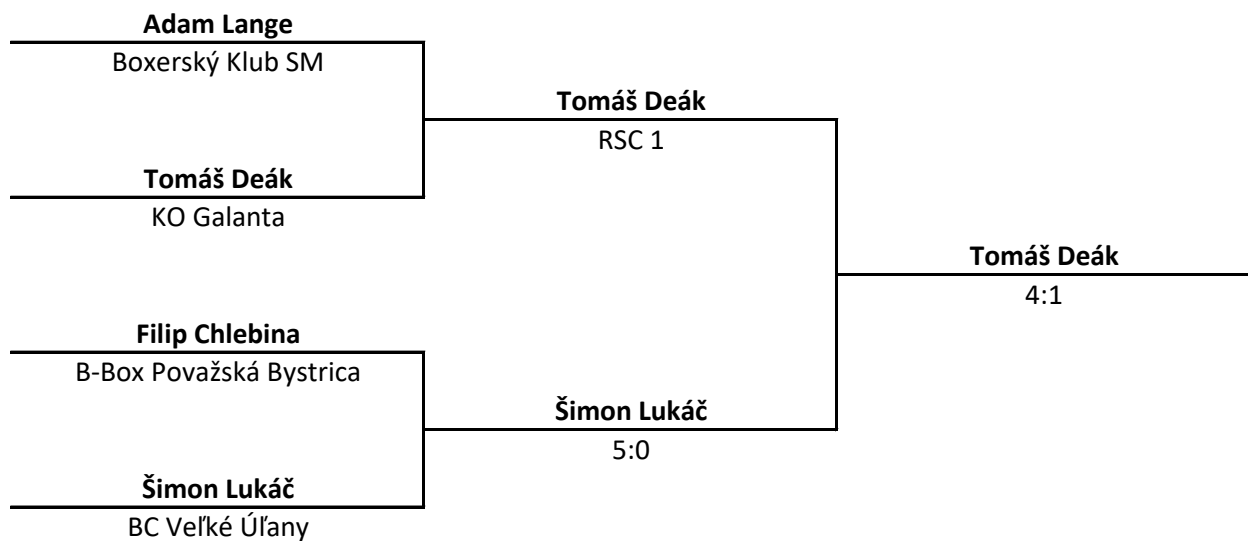 Adam Lange
Boxerský Klub SM
Tomáš Deák
RSC 1
Tomáš Deák
KO Galanta
Tomáš Deák
4:1
Filip Chlebina
B-Box Považská Bystrica
Šimon Lukáč
5:0
Šimon Lukáč
BC Veľké Úľany